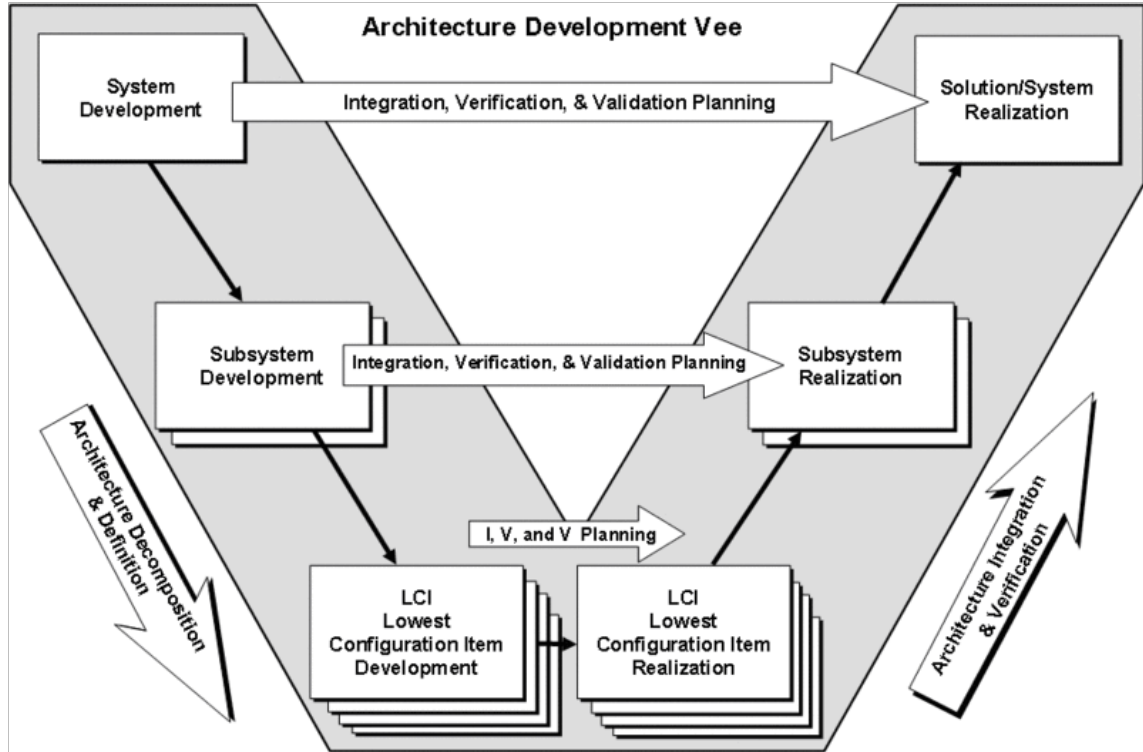 Architecture Development Vee
System
Development
Integration, Verification, & Validation Planning
Solution/System
Realization
Subsystem
Development
Integration, Verification, & Validation Planning
Subsystem
Realization
Architecture Decomposition
& Definition
I, V, and V Planning
Architecture Integration
& Verification
LCI
Lowest
Configuration Item
Development
LCI
Lowest
Configuration Item
Realization